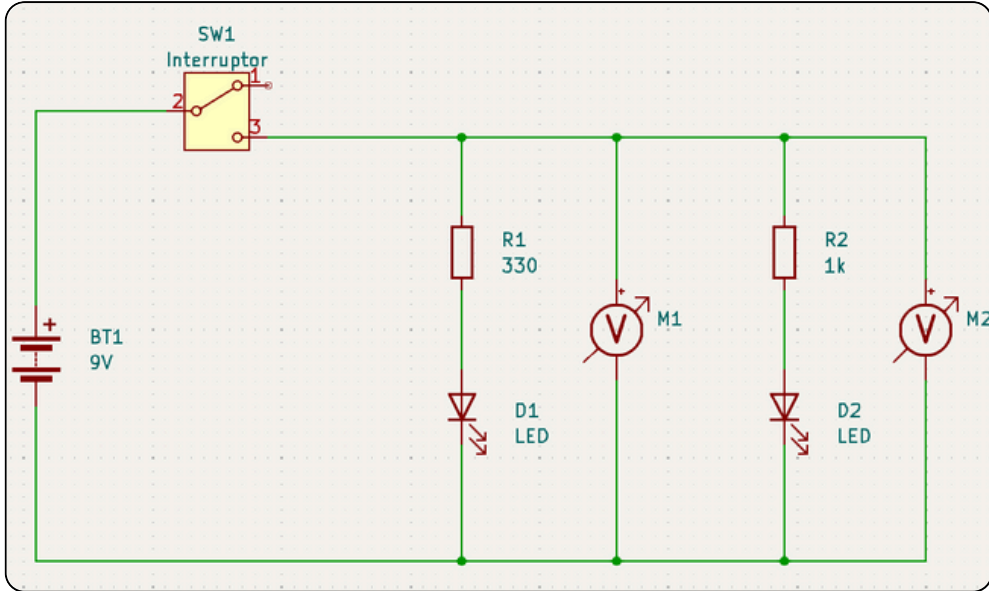 SW1
Interruptor
1
2
3
R1
330
R2
1k
+
+
V
M1
V
M2
+
BT1
9V
D1
LED
D2
LED